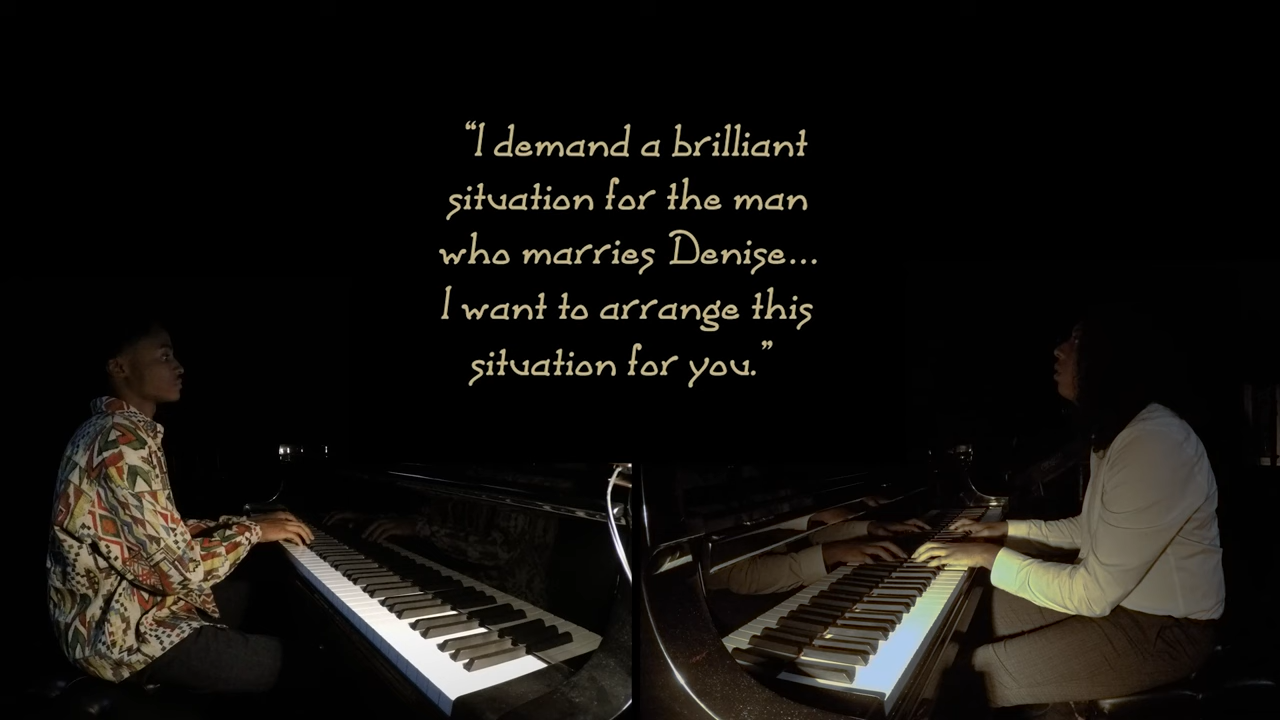 “I demand a brilliant
situation for the man
who marries Denise...
I want to arrange this
situation for you.”